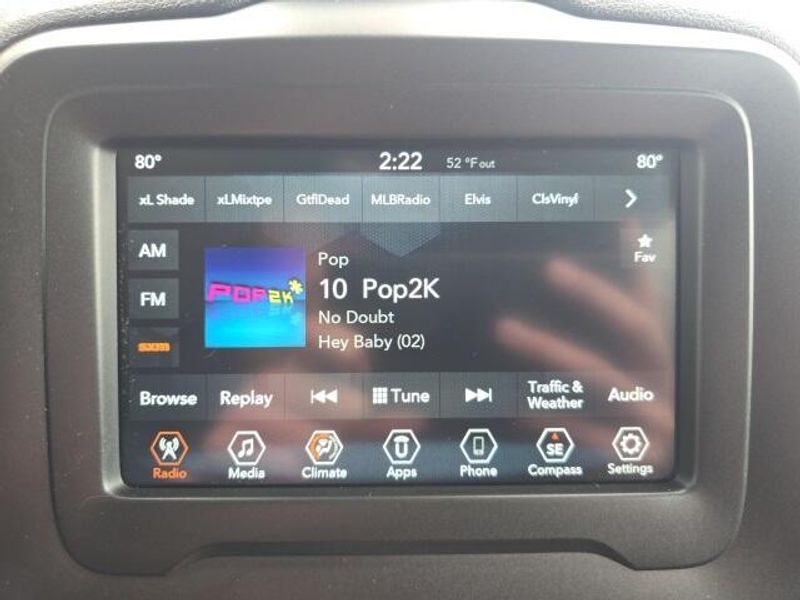 80° 2:22 52 °F out 80°
xL Shade xLMixtpe GtflDead MLBRadio Elvis ClsVinyl
AM
FM
sxm
POP2K*
Pop
10 Pop2K
No Doubt
Hey Baby (02)
Fav
Browse Replay Tune Traffic & Weather Audio
Radio Media Climate Apps Phone SE Compass Settings